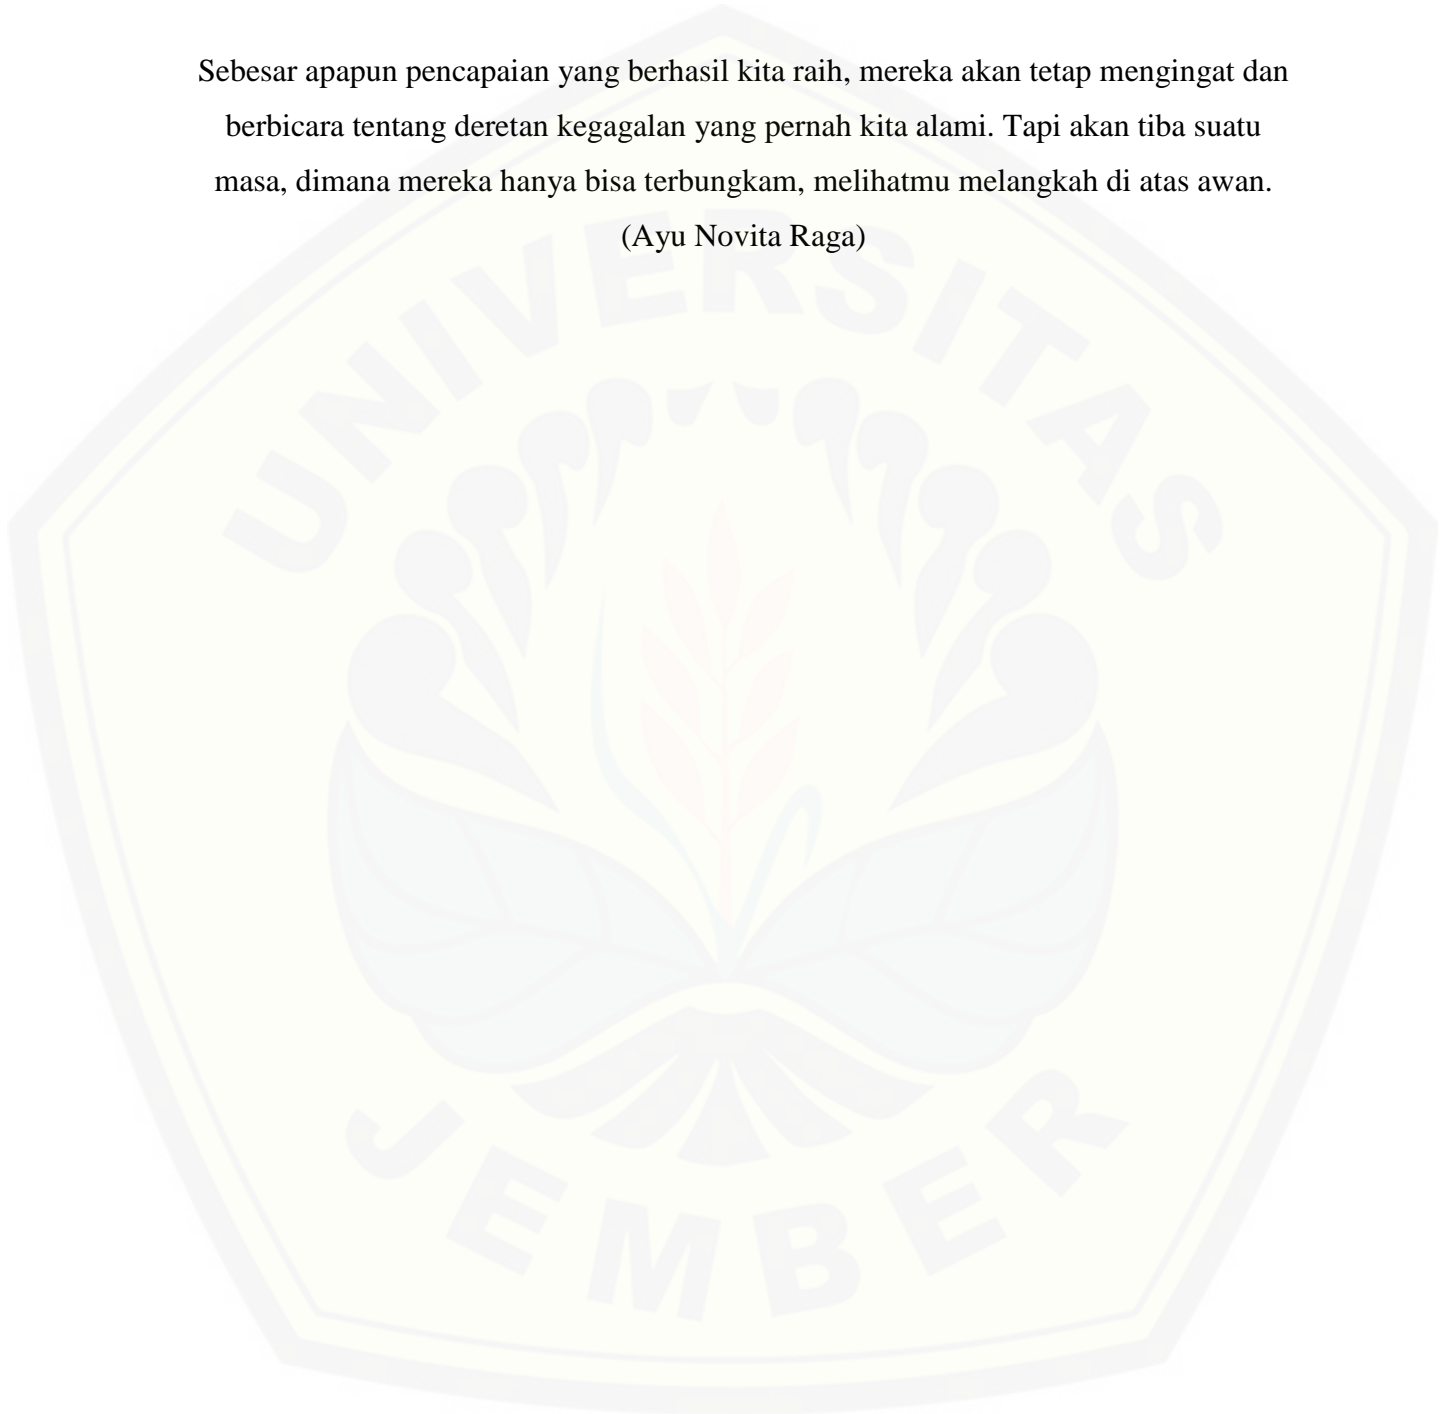 Sebesar apapun pencapaian yang berhasil kita raih, mereka akan tetap mengingat dan
berbicara tentang deretan kegagalan yang pernah kita alami. Tapi akan tiba suatu
masa, dimana mereka hanya bisa terbungkam, melihatmu melangkah di atas awan.
(Ayu Novita Raga)
UNIVERSITAS
JEMBER